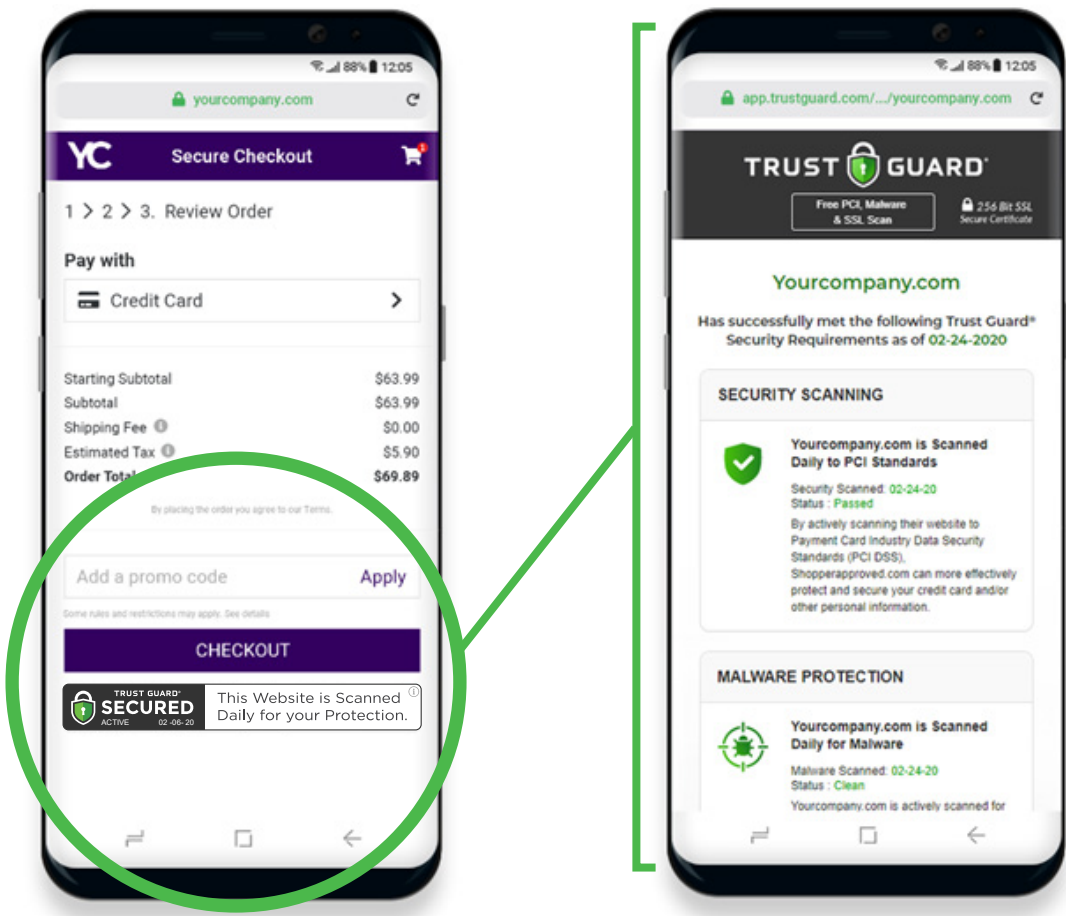 88% 12:05
yourcompany.com
YC Secure Checkout 1
1 > 2 > 3. Review Order
Pay with
Credit Card >
Starting Subtotal $63.99
Subtotal $63.99
Shipping Fee $0.00
Estimated Tax $5.90
Order Total $69.89
By placing the order you agree to our Terms.
Add a promo code Apply
Some rules and restrictions may apply. See details
CHECKOUT
TRUST GUARD®
SECURED
ACTIVE 02-06-20
This Website is Scanned
Daily for your Protection.
88% 12:05
app.trustguard.com/.../yourcompany.com
TRUST GUARD®
Free PCI, Malware
& SSL Scan
256 Bit SSL
Secure Certificate
Yourcompany.com
Has successfully met the following Trust Guard®
Security Requirements as of 02-24-2020
SECURITY SCANNING
Yourcompany.com is Scanned
Daily to PCI Standards
Security Scanned: 02-24-20
Status : Passed
By actively scanning their website to
Payment Card Industry Data Security
Standards (PCI DSS),
Shopperapproved.com can more effectively
protect and secure your credit card and/or
other personal information.
MALWARE PROTECTION
Yourcompany.com is Scanned
Daily for Malware
Malware Scanned: 02-24-20
Status : Clean
Yourcompany.com is actively scanned for